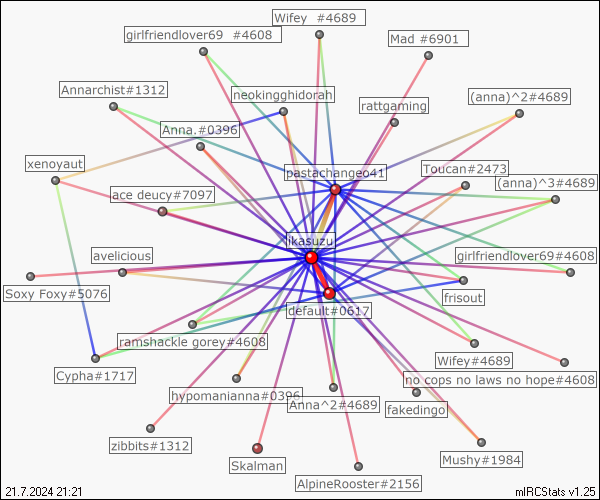 Wifey  #4689
girlfriendlover69  #4608
Mad #6901
Annarchist#1312
neokingghidorah
rattgaming
(anna)^2#4689
Anna.#0396
xenoyaut
pastachangeo41
Toucan#2473
(anna)^3#4689
ace deucy#7097
ikasuzu
avelicious
girlfriendlover69#4608
Soxy Foxy#5076
frisout
default#0617
ramshackle gorey#4608
Wifey#4689
Cypha#1717
no cops no laws no hope#4608
hypomanianna#0396
Anna^2#4689
fakedingo
zibbits#1312
Skalman
Mushy#1984
AlpineRooster#2156
21.7.2024 21:21
mIRCStats v1.25